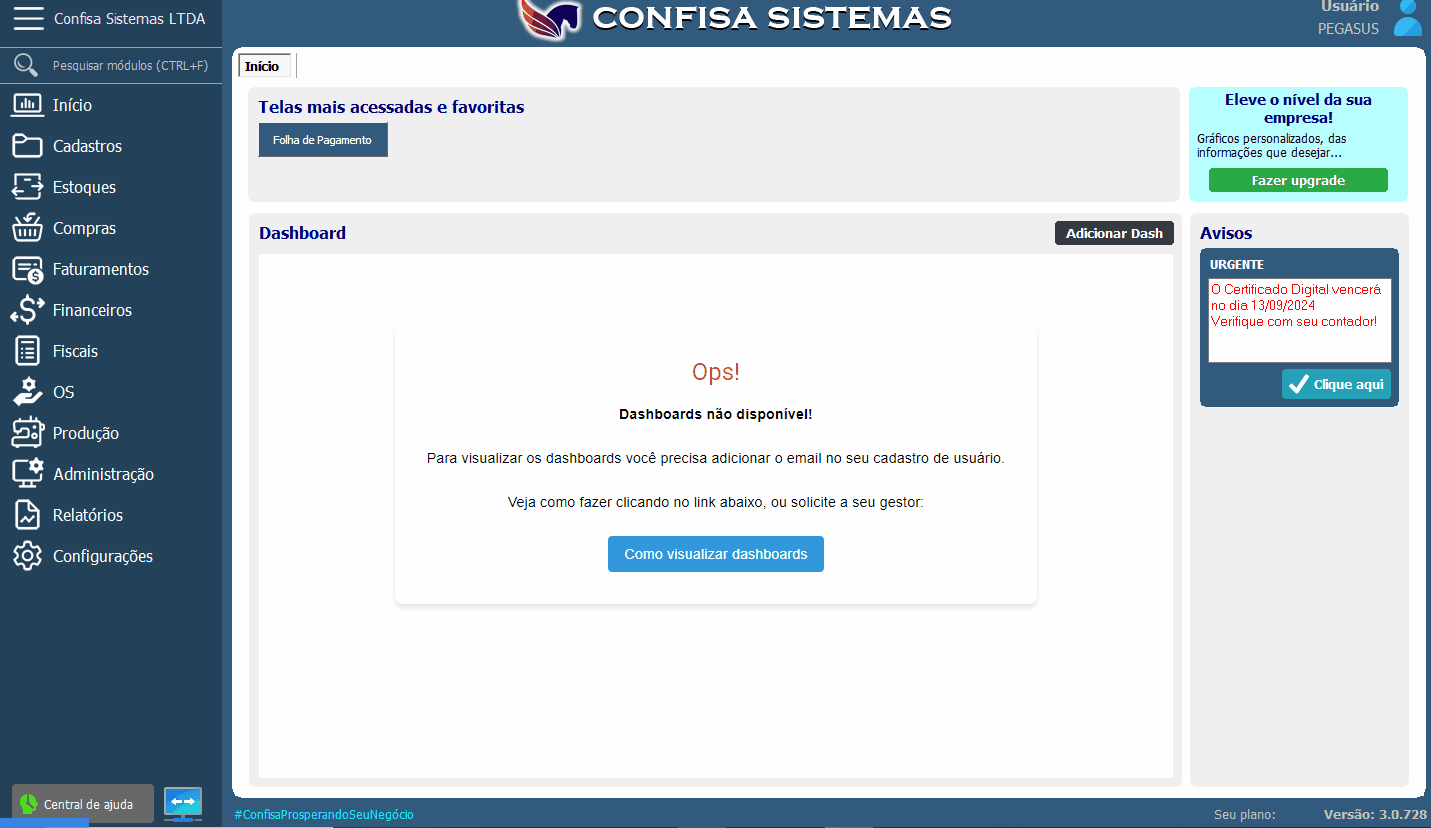 Confisa Sistemas LTDA
Pesquisar módulos (CTRL+F)
Início
Cadastros
Estoques
Compras
Faturamentos
Financeiros
Fiscais
OS
Produção
Administração
Relatórios
Configurações
Central de ajuda
CONFISA SISTEMAS
Usuário
PEGASUS
Início
Telas mais acessadas e favoritas
Folha de Pagamento
Eleve o nível da sua
empresa!
Gráficos personalizados, das
informações que desejar...
Fazer upgrade
Dashboard
Adicionar Dash
Ops!
Dashboards não disponível!
Para visualizar os dashboards você precisa adicionar o email no seu cadastro de usuário.
Veja como fazer clicando no link abaixo, ou solicite a seu gestor:
Como visualizar dashboards
Avisos
URGENTE
O Certificado Digital vencerá
no dia 13/09/2024
Verifique com seu contador!
Clique aqui
#ConfisaProsperandoSeuNegócio
Seu plano:
Versão: 3.0.728